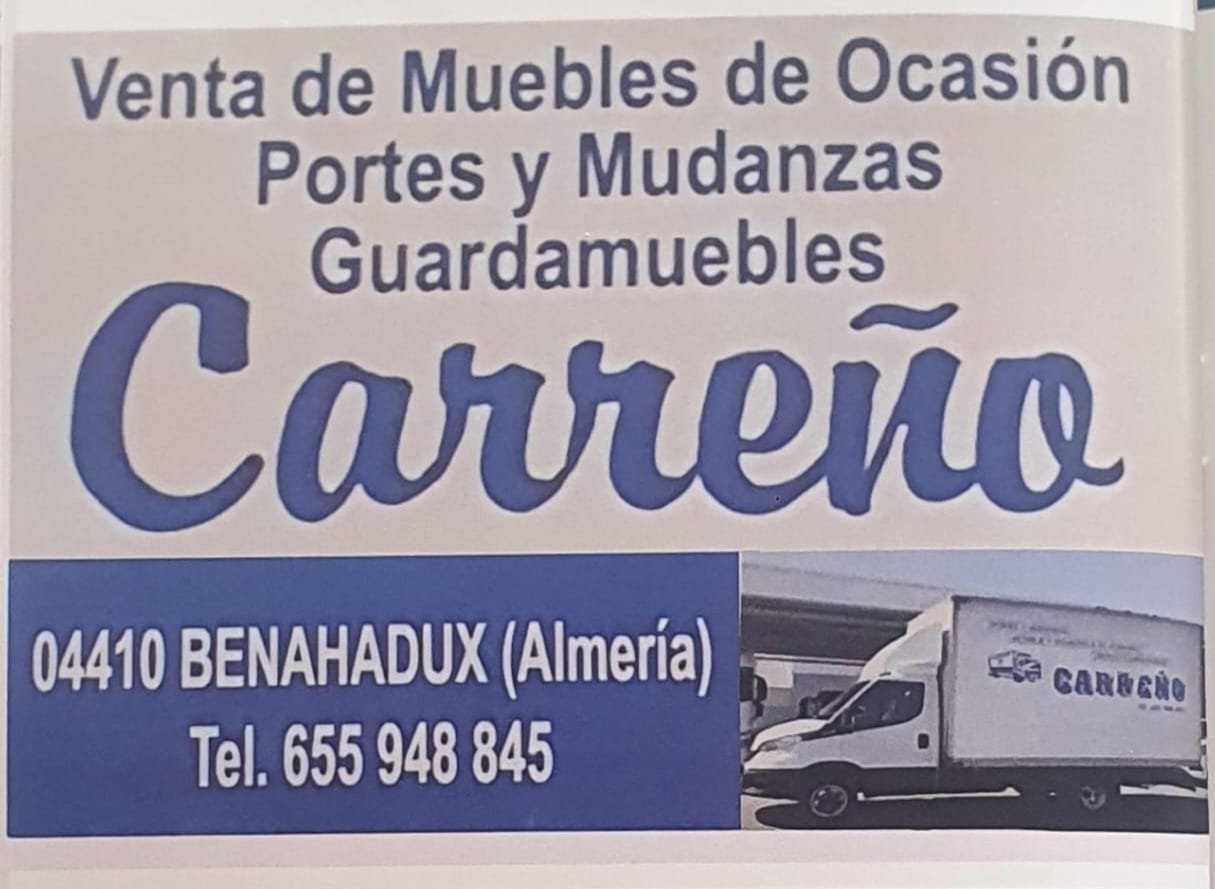 Venta de Muebles de Ocasión
Portes y Mudanzas
Guardamuebles
Carreño
04410 BENAHADUX (Almería)
Tel. 655 948 845
CARREÑO